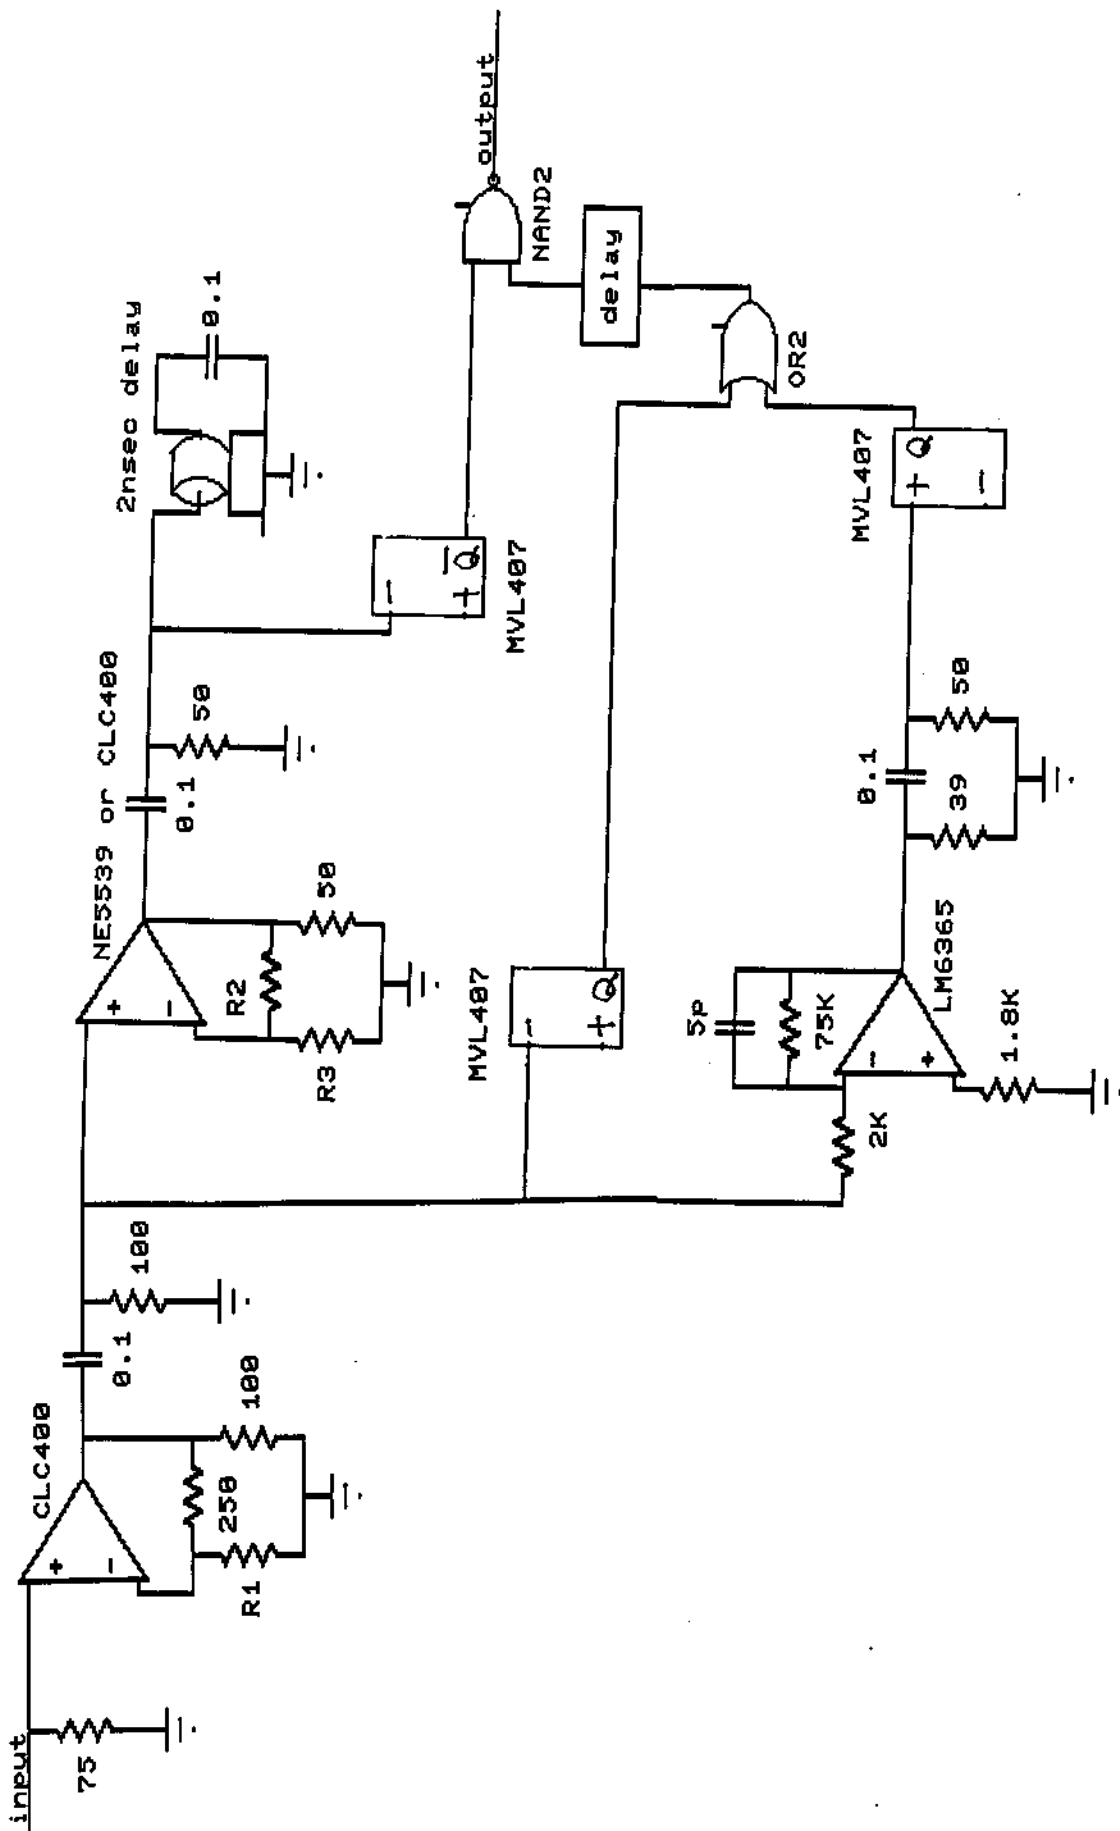 input
75
CLC400
+
-
R1
250
100
0.1
100
NE5539 or CLC400
+
-
R2
R3
50
0.1
50
2nsec delay
0.1
-
+
Q
MVL407
NAND2
output
MVL407
-
+
Q
delay
OR2
2K
5p
75K
-
+
LM6365
1.8K
0.1
39
50
MVL407
+
Q
-